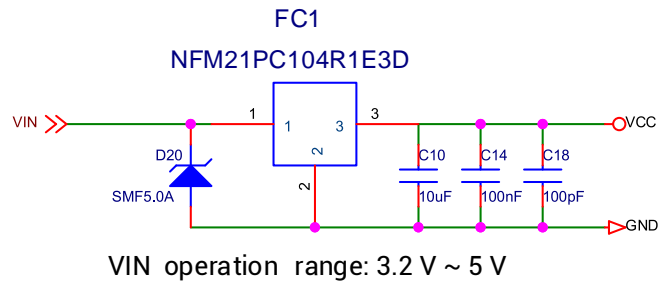 FC1
NFM21PC104R1E3D
VIN
1
1
2
3
3
VCC
2
D20
SMF5.0A
C10
10uF
C14
100nF
C18
100pF
GND
VIN operation range: 3.2 V ~ 5 V